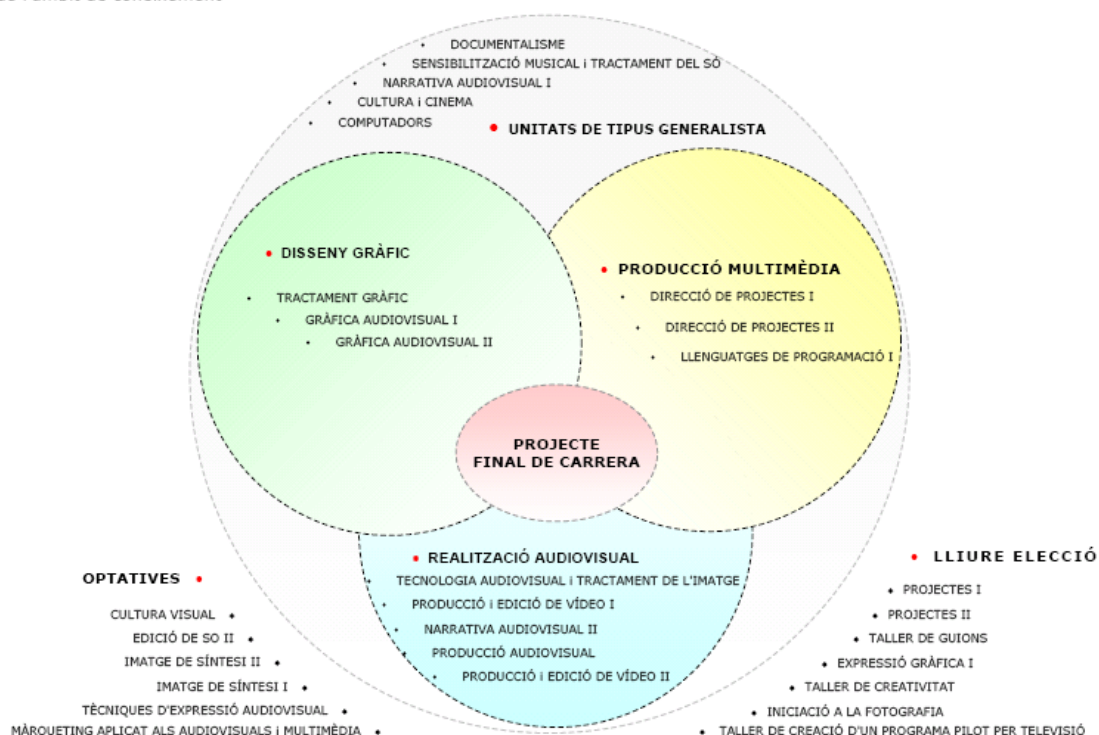 DOCUMENTALISME
SENSIBILITZACIÓ MUSICAL i TRACTAMENT DEL SÓ
NARRATIVA AUDIOVISUAL I
CULTURA i CINEMA
COMPUTADORS
UNITATS DE TIPUS GENERALISTA
DISSENY GRÀFIC
TRACTAMENT GRÀFIC
GRÀFICA AUDIOVISUAL I
GRÀFICA AUDIOVISUAL II
PRODUCCIÓ MULTIMÈDIA
DIRECCIÓ DE PROJECTES I
DIRECCIÓ DE PROJECTES II
LLENGUATGES DE PROGRAMACIÓ I
PROJECTE
FINAL DE CARRERA
REALITZACIÓ AUDIOVISUAL
TECNOLOGIA AUDIOVISUAL i TRACTAMENT DE L'IMATGE
PRODUCCIÓ i EDICIÓ DE VÍDEO I
NARRATIVA AUDIOVISUAL II
PRODUCCIÓ AUDIOVISUAL
PRODUCCIÓ i EDICIÓ DE VÍDEO II
OPTATIVES
CULTURA VISUAL
EDICIÓ DE SO II
IMATGE DE SÍNTESI II
IMATGE DE SÍNTESI I
TÈCNIQUES D'EXPRESSIÓ AUDIOVISUAL
MÀRQUETING APLICAT ALS AUDIOVISUALS i MULTIMÈDIA
LLIURE ELECCIÓ
PROJECTES I
PROJECTES II
TALLER DE GUIONS
EXPRESSIÓ GRÀFICA I
TALLER DE CREATIVITAT
INICIACIÓ A LA FOTOGRAFIA
TALLER DE CREACIÓ D'UN PROGRAMA PILOT PER TELEVISIÓ